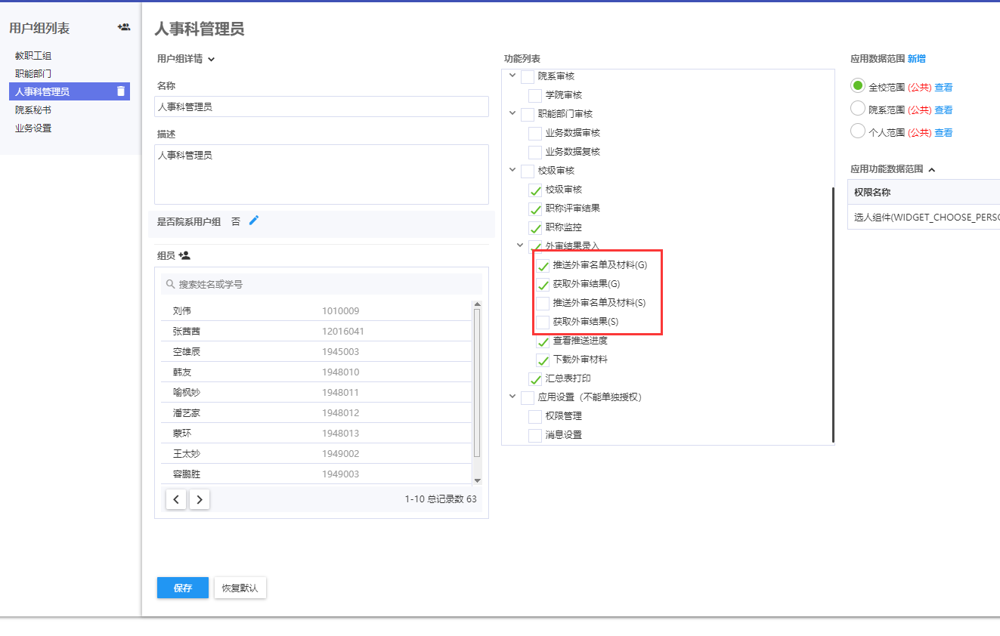 用户组列表
教职工组
职能部门
人事科管理员
院系秘书
业务设置
人事科管理员
用户组详情
名称
人事科管理员
描述
人事科管理员
是否院系用户组 否
组员
搜索姓名或学号
刘伟 1010009
张茜茜 12016041
空雄辰 1945003
韩友 1948010
喻枫妙 1948011
潘艺家 1948012
蒙环 1948013
王太妙 1949002
容鹏胜 1949003
1-10 总记录数 63
保存 恢复默认
功能列表
院系审核
学院审核
职能部门审核
业务数据审核
业务数据复核
校级审核
校级审核
职称评审结果
职称监控
外审结果录入
推送外审名单及材料(G)
获取外审结果(G)
推送外审名单及材料(S)
获取外审结果(S)
查看推送进度
下载外审材料
汇总表打印
应用设置（不能单独授权）
权限管理
消息设置
应用数据范围 新增
全校范围 (公共) 查看
院系范围 (公共) 查看
个人范围 (公共) 查看
应用功能数据范围
权限名称
选人组件(WIDGET_CHOOSE_PERSO